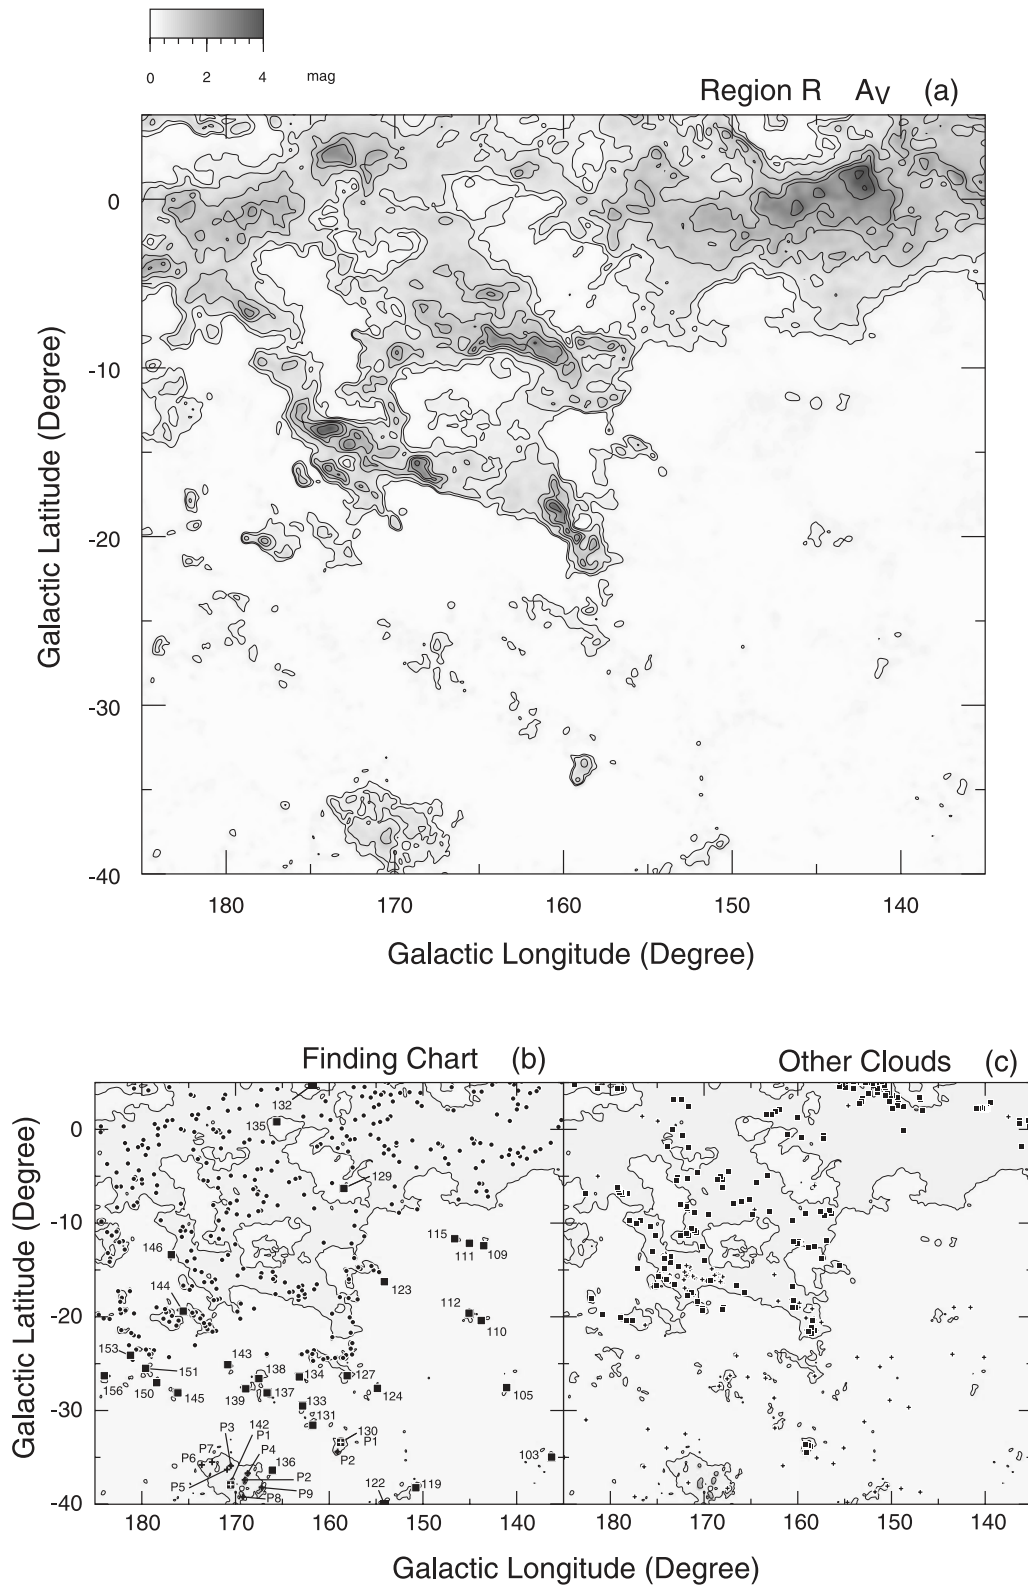 0 2 4 mag
Region R Av (a)
0
-10
-20
-30
-40
Galactic Latitude (Degree)
180 170 160 150 140
Galactic Longitude (Degree)
Finding Chart (b)
Other Clouds (c)
0
-10
-20
-30
-40
Galactic Latitude (Degree)
132
135
129
115
111
109
146
123
144
112
110
153
151
143
138
134
127
156
150
145
139
137
124
105
133
131
P3
142
P1
130
P1
P7
P4
P6
P2
136
103
P5
P2
122
119
P9
P8
180 170 160 150 140
180 170 160 150 140
Galactic Longitude (Degree)